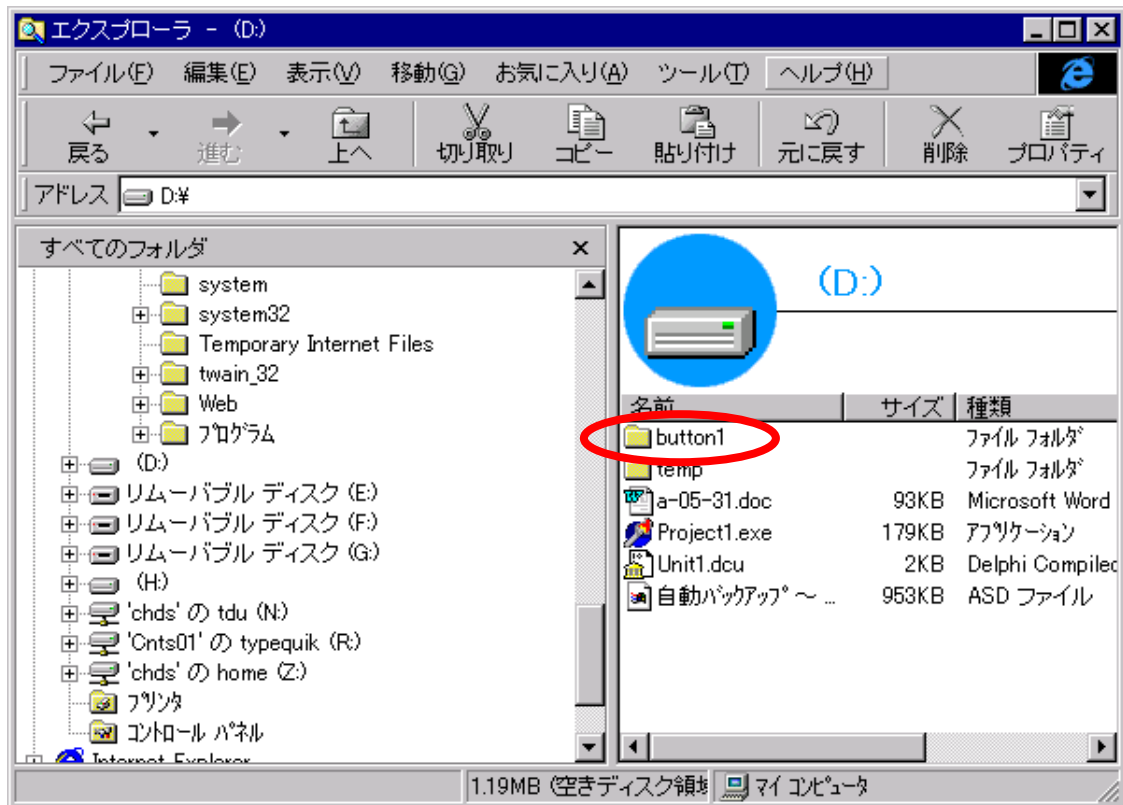 エクスプローラ - (D:)
ファイル(F) 編集(E) 表示(V) 移動(G) お気に入り(A) ツール(T) ヘルプ(H)
戻る 進む 上へ 切り取り コピー 貼り付け 元に戻す 削除 プロパティ
アドレス D:¥
すべてのフォルダ
system
system32
Temporary Internet Files
twain_32
Web
プログラム
(D:)
リムーバブル ディスク (E:)
リムーバブル ディスク (F:)
リムーバブル ディスク (G:)
(H:)
'chds' の tdu (N:)
'Cnts01' の typequik (R:)
'chds' の home (Z:)
プリンタ
コントロール パネル
Internet Explorer
(D:)
名前 サイズ 種類
button1 ファイル フォルダ
temp ファイル フォルダ
a-05-31.doc 93KB Microsoft Word
Project1.exe 179KB アプリケーション
Unit1.dcu 2KB Delphi Compiled
自動バックアップ ~ ... 953KB ASD ファイル
1.19MB (空きディスク領域 マイ コンピュータ